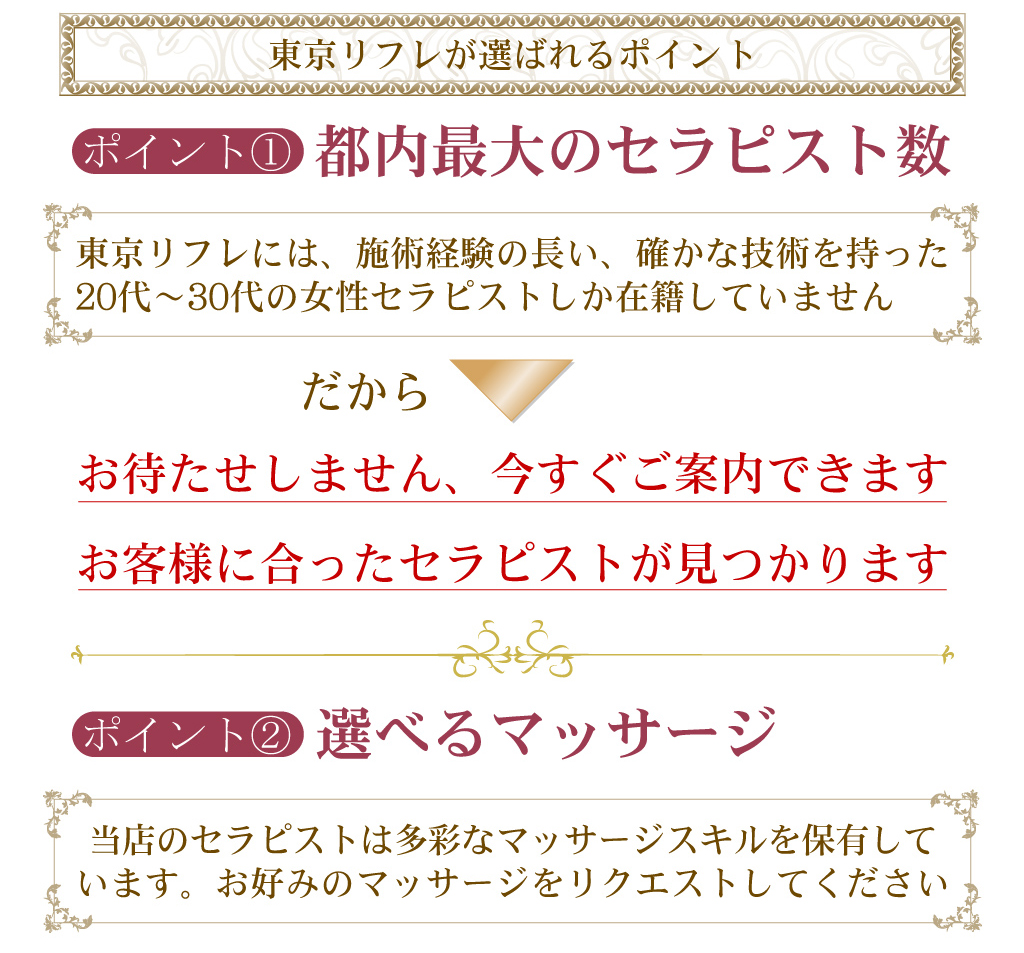 東京リフレが選ばれるポイント
ポイント① 都内最大のセラピスト数
東京リフレには、施術経験の長い、確かな技術を持った
20代～30代の女性セラピストしか在籍していません
だから
お待たせしません、今すぐご案内できます
お客様に合ったセラピストが見つかります
ポイント② 選べるマッサージ
当店のセラピストは多彩なマッサージスキルを保有して
います。お好みのマッサージをリクエストしてください